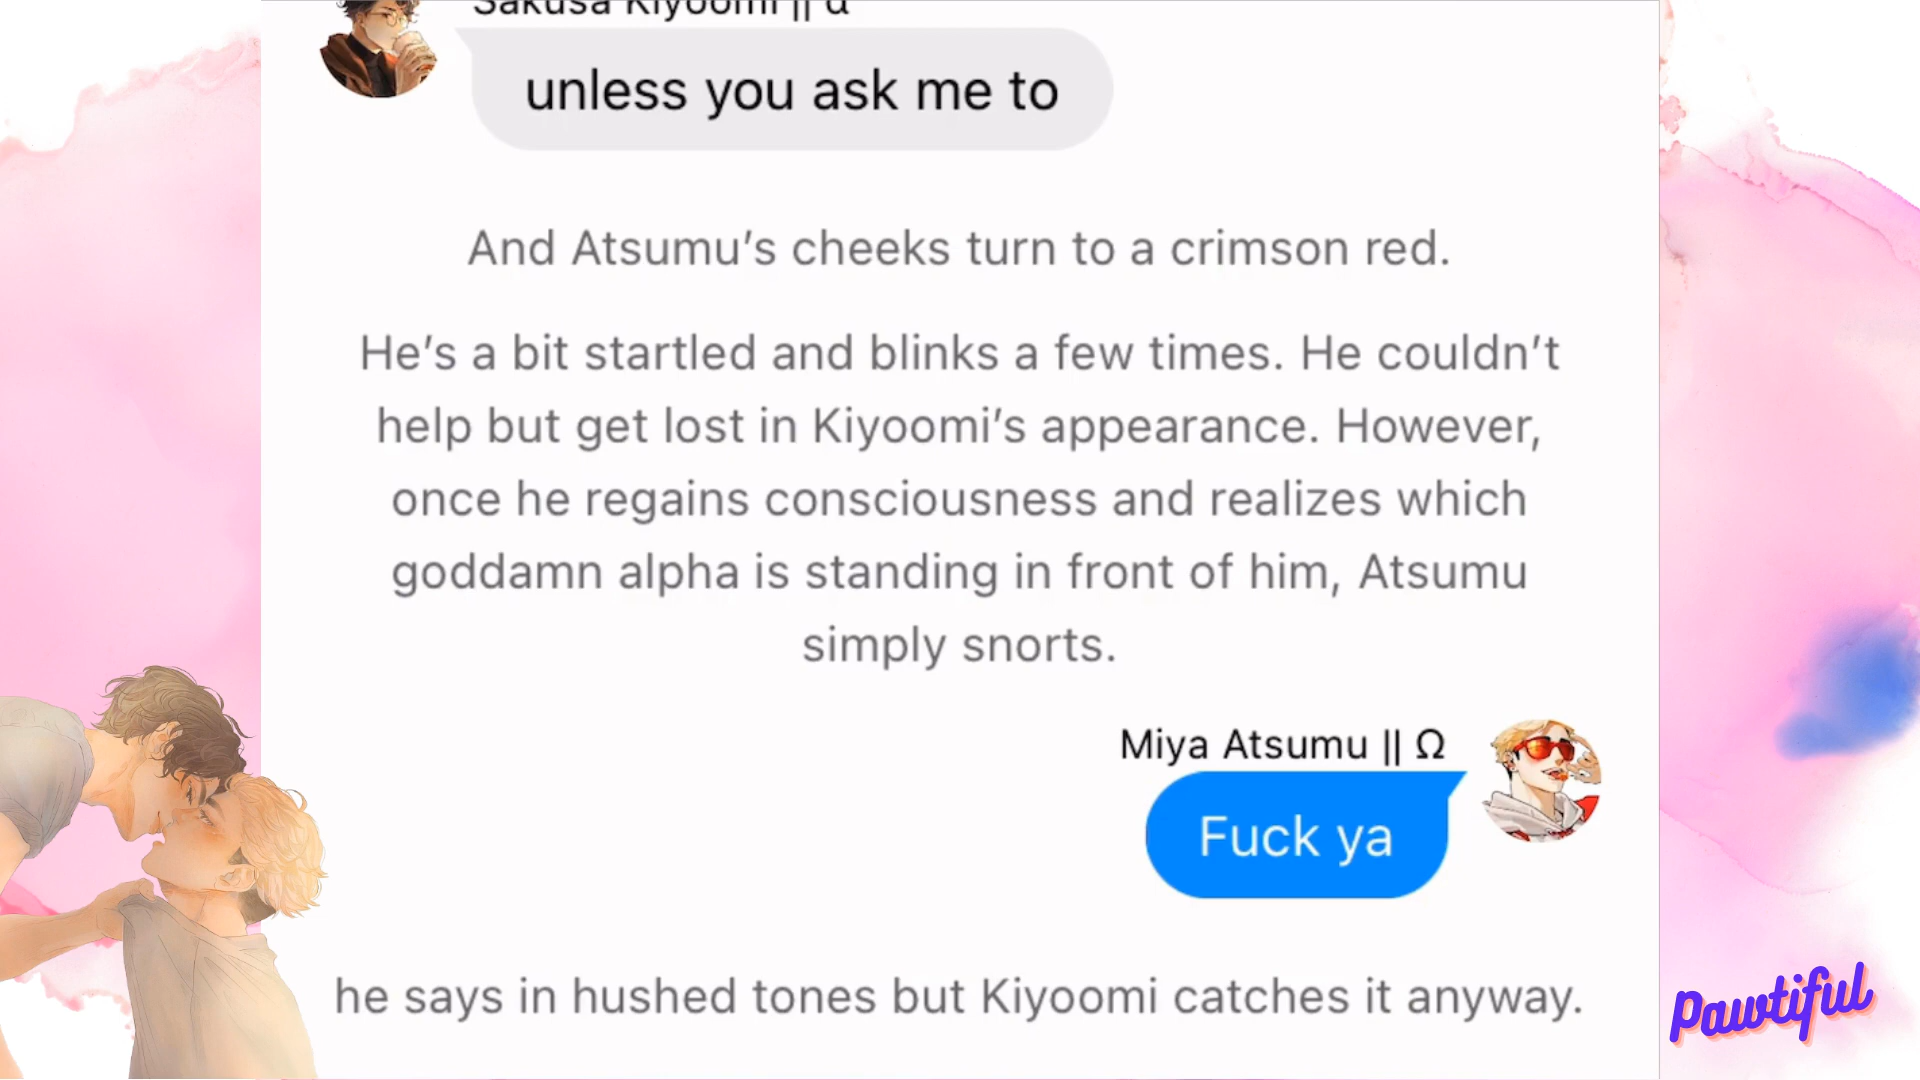 Sakusa Kiyoomi || α
unless you ask me to
And Atsumu’s cheeks turn to a crimson red.
He’s a bit startled and blinks a few times. He couldn’t
help but get lost in Kiyoomi’s appearance. However,
once he regains consciousness and realizes which
goddamn alpha is standing in front of him, Atsumu
simply snorts.
Miya Atsumu || Ω
Fuck ya
he says in hushed tones but Kiyoomi catches it anyway.
Pawtiful